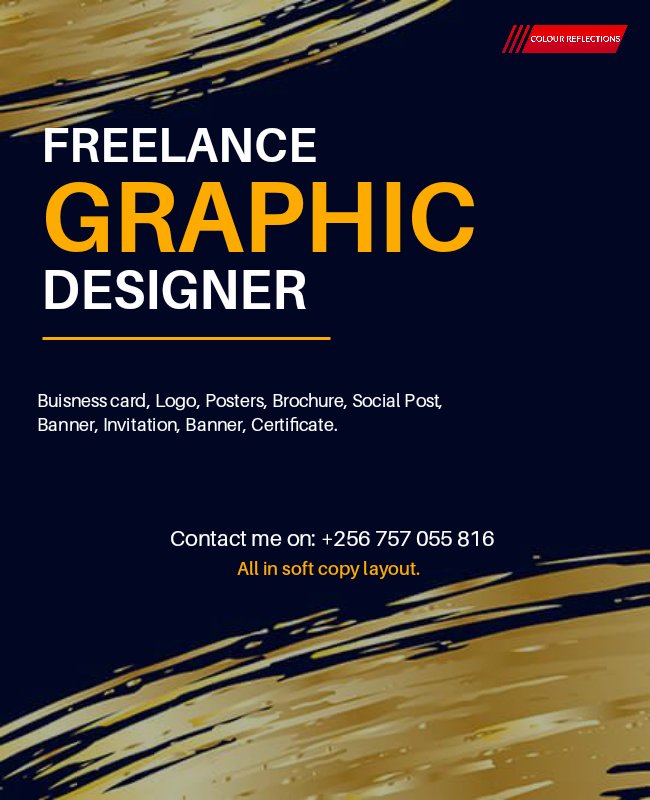 COLOUR REFLECTIONS
FREELANCE
GRAPHIC
DESIGNER
Buisness card, Logo, Posters, Brochure, Social Post,
Banner, Invitation, Banner, Certificate.
Contact me on: +256 757 055 816
All in soft copy layout.